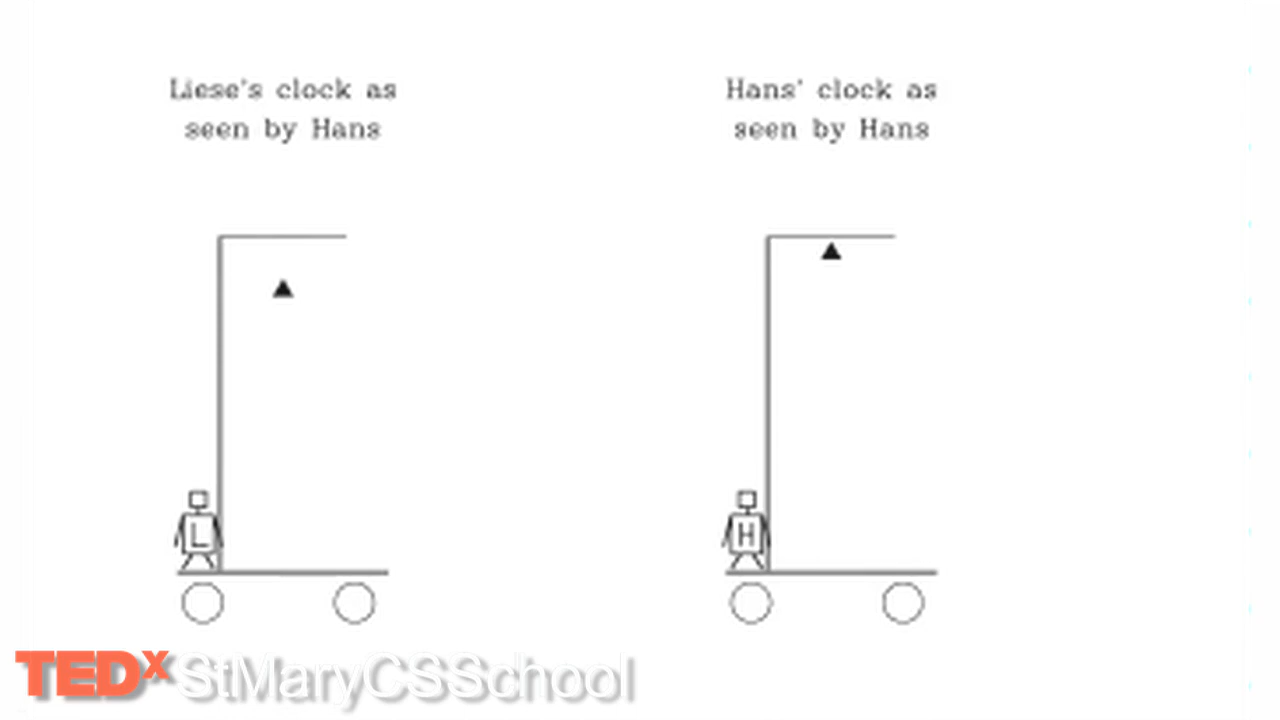 Liese's clock as
seen by Hans
Hans' clock as
seen by Hans
L
H
TEDxStMaryCSSchool